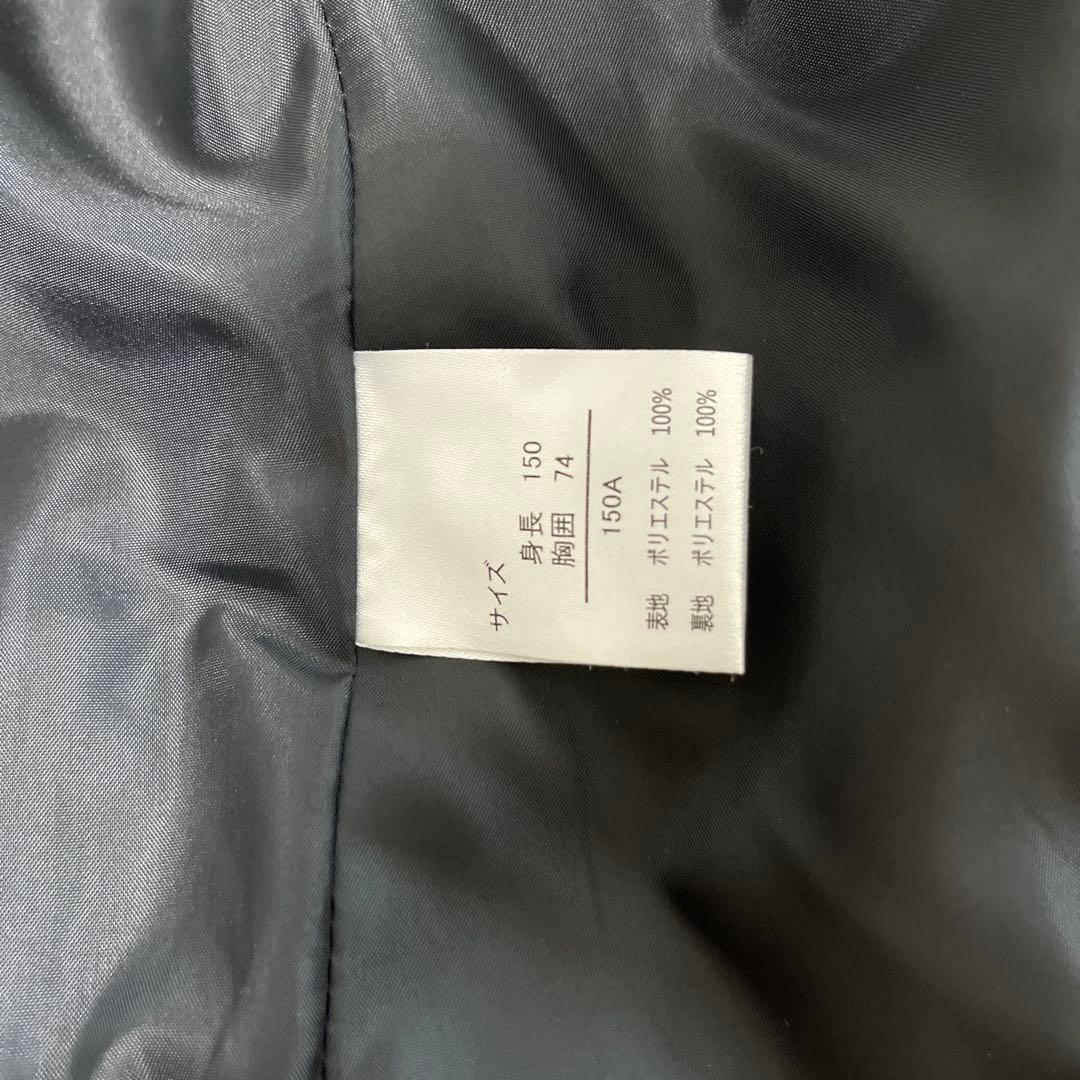 サイズ
身長 150
胸囲 74
150A
表地 ポリエステル 100%
裏地 ポリエステル 100%